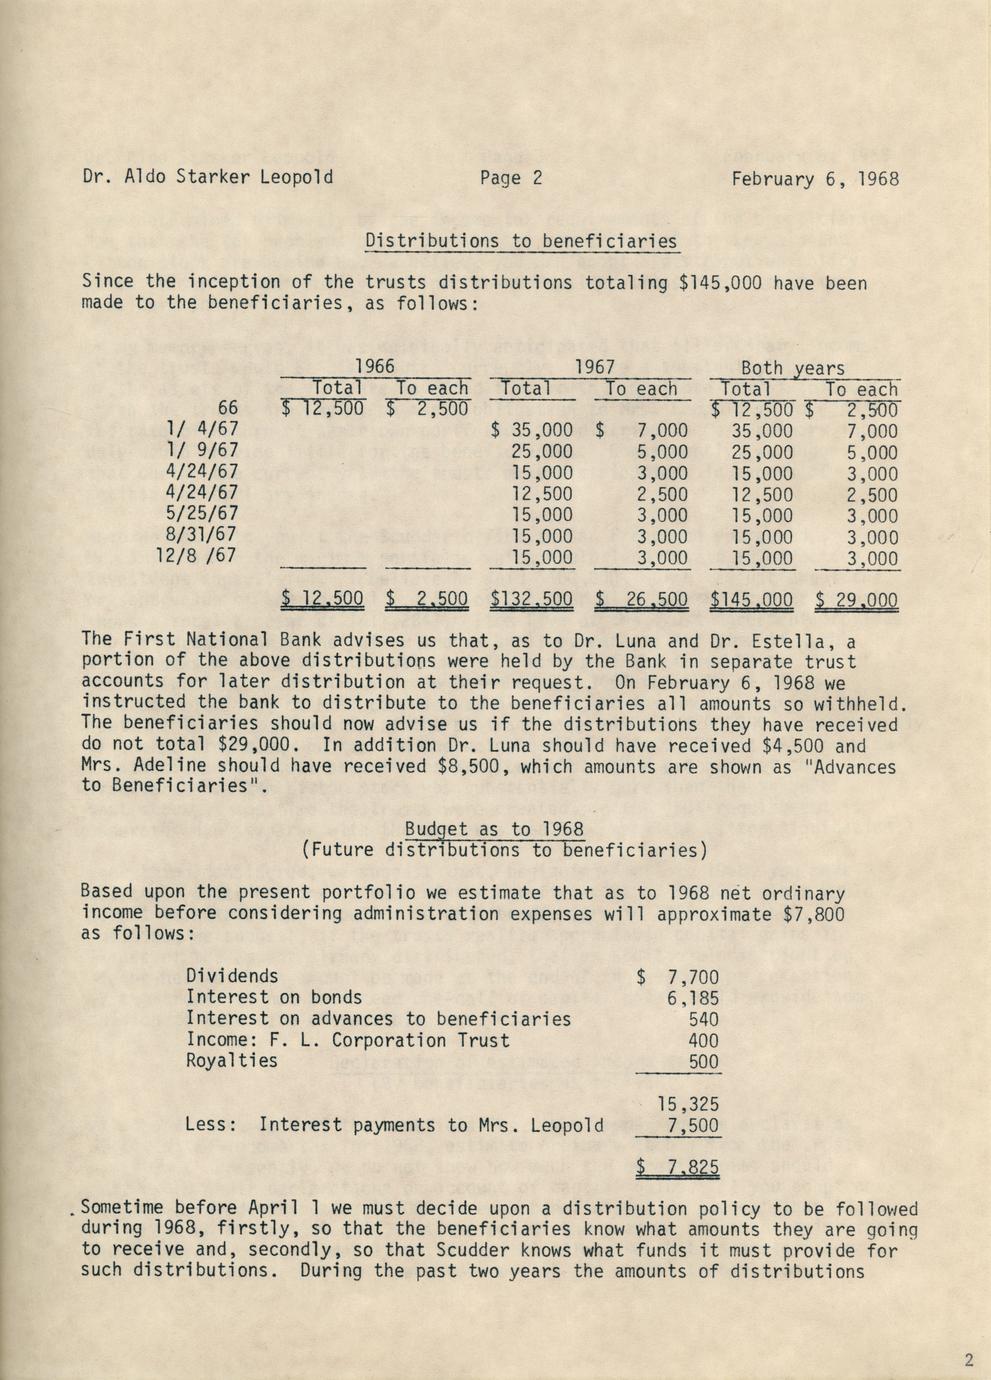 Dr. Aldo Starker Leopold Page 2 February 6, 1968
Distributions to beneficiaries
Since the inception of the trusts distributions totaling $145,000 have been
made to the beneficiaries, as follows:
1966 1967 Both years
Total To each Total To each Total To each
66 $ 12,500 $ 2,500 $ 12,500 $ 2,500
1/ 4/67 $ 35,000 $ 7,000 35,000 7,000
1/ 9/67 25,000 5,000 25,000 5,000
4/24/67 15,000 3,000 15,000 3,000
4/24/67 12,500 2,500 12,500 2,500
5/25/67 15,000 3,000 15,000 3,000
8/31/67 15,000 3,000 15,000 3,000
12/8 /67 15,000 3,000 15,000 3,000
$ 12,500 $ 2,500 $132,500 $ 26,500 $145,000 $ 29,000
The First National Bank advises us that, as to Dr. Luna and Dr. Estella, a
portion of the above distributions were held by the Bank in separate trust
accounts for later distribution at their request. On February 6, 1968 we
instructed the bank to distribute to the beneficiaries all amounts so withheld.
The beneficiaries should now advise us if the distributions they have received
do not total $29,000. In addition Dr. Luna should have received $4,500 and
Mrs. Adeline should have received $8,500, which amounts are shown as "Advances
to Beneficiaries".
Budget as to 1968
(Future distributions to beneficiaries)
Based upon the present portfolio we estimate that as to 1968 net ordinary
income before considering administration expenses will approximate $7,800
as follows:
Dividends $ 7,700
Interest on bonds 6,185
Interest on advances to beneficiaries 540
Income: F. L. Corporation Trust 400
Royalties 500
15,325
Less: Interest payments to Mrs. Leopold 7,500
$ 7,825
Sometime before April 1 we must decide upon a distribution policy to be followed
during 1968, firstly, so that the beneficiaries know what amounts they are going
to receive and, secondly, so that Scudder knows what funds it must provide for
such distributions. During the past two years the amounts of distributions
2